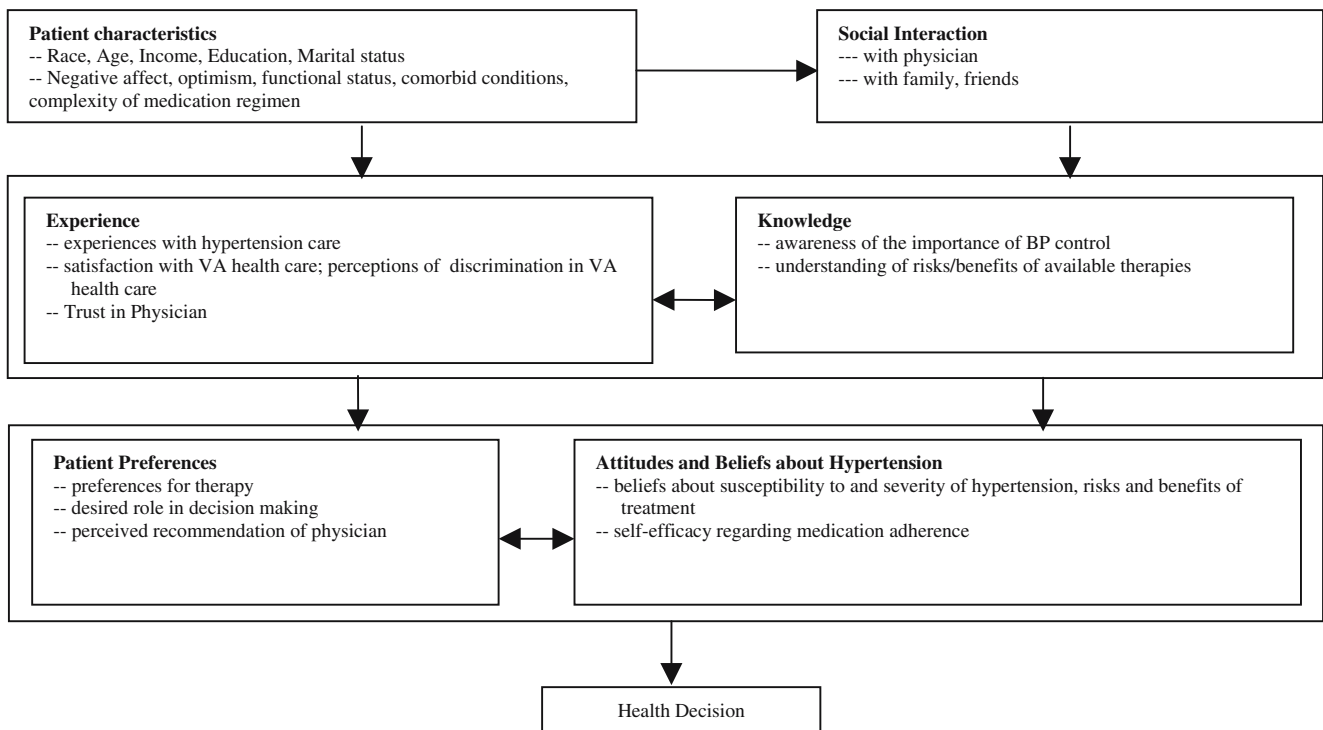 Patient characteristics
-- Race, Age, Income, Education, Marital status
-- Negative affect, optimism, functional status, comorbid conditions,
complexity of medication regimen
Social Interaction
--- with physician
--- with family, friends
Experience
-- experiences with hypertension care
-- satisfaction with VA health care; perceptions of discrimination in VA
health care
-- Trust in Physician
Knowledge
-- awareness of the importance of BP control
-- understanding of risks/benefits of available therapies
Patient Preferences
-- preferences for therapy
-- desired role in decision making
-- perceived recommendation of physician
Attitudes and Beliefs about Hypertension
-- beliefs about susceptibility to and severity of hypertension, risks and benefits of
treatment
-- self-efficacy regarding medication adherence
Health Decision